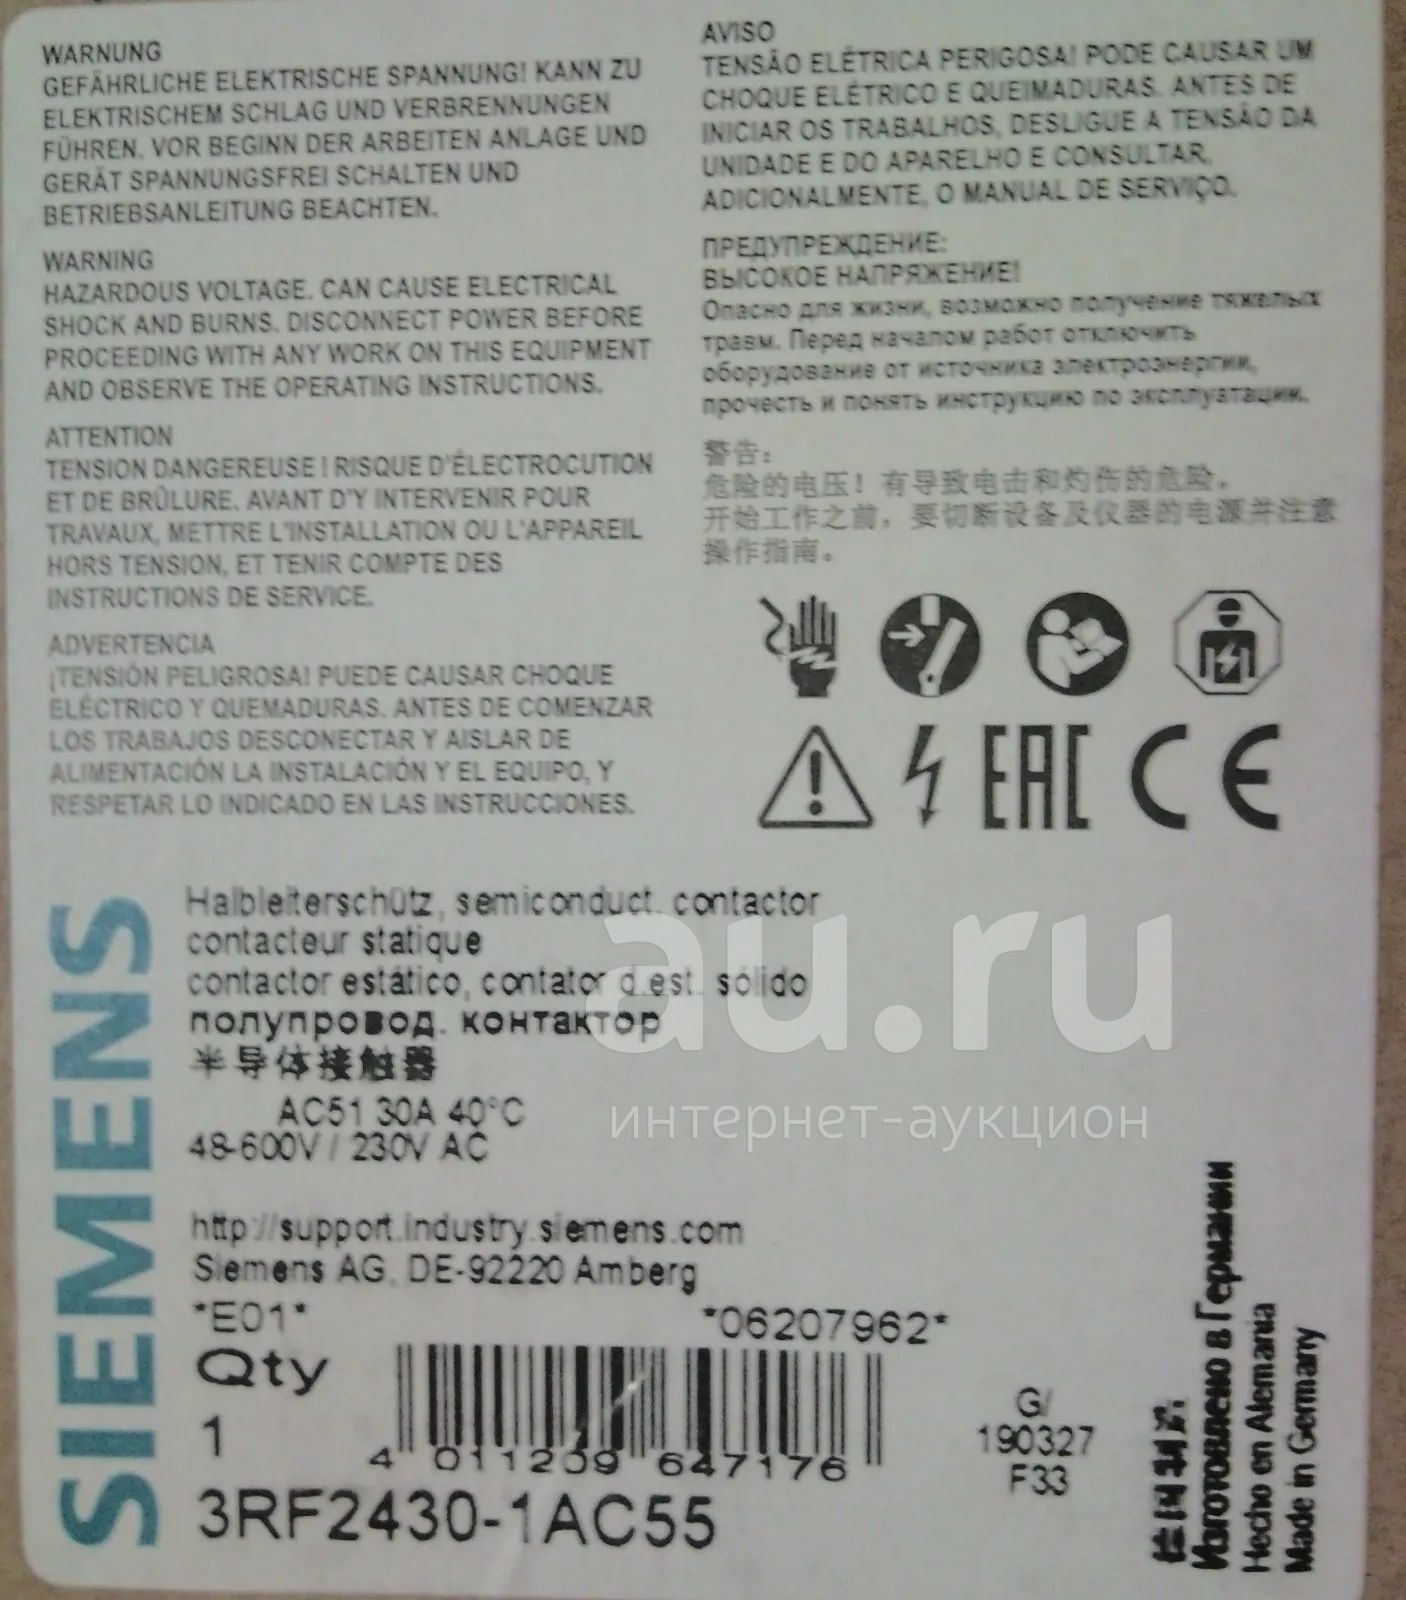 WARNUNG
GEFÄHRLICHE ELEKTRISCHE SPANNUNG! KANN ZU
ELEKTRISCHEM SCHLAG UND VERBRENNUNGEN
FÜHREN. VOR BEGINN DER ARBEITEN ANLAGE UND
GERÄT SPANNUNGSFREI SCHALTEN UND
BETRIEBSANLEITUNG BEACHTEN.
WARNING
HAZARDOUS VOLTAGE. CAN CAUSE ELECTRICAL
SHOCK AND BURNS. DISCONNECT POWER BEFORE
PROCEEDING WITH ANY WORK ON THIS EQUIPMENT
AND OBSERVE THE OPERATING INSTRUCTIONS.
ATTENTION
TENSION DANGEREUSE ! RISQUE D'ÉLECTROCUTION
ET DE BRÛLURE. AVANT D'Y INTERVENIR POUR
TRAVAUX, METTRE L'INSTALLATION OU L'APPAREIL
HORS TENSION, ET TENIR COMPTE DES
INSTRUCTIONS DE SERVICE.
ADVERTENCIA
¡TENSIÓN PELIGROSA! PUEDE CAUSAR CHOQUE
ELÉCTRICO Y QUEMADURAS. ANTES DE COMENZAR
LOS TRABAJOS DESCONECTAR Y AISLAR DE
ALIMENTACIÓN LA INSTALACIÓN Y EL EQUIPO, Y
RESPETAR LO INDICADO EN LAS INSTRUCCIONES.
AVISO
TENSÃO ELÉTRICA PERIGOSA! PODE CAUSAR UM
CHOQUE ELÉTRICO E QUEIMADURAS. ANTES DE
INICIAR OS TRABALHOS, DESLIGUE A TENSÃO DA
UNIDADE E DO APARELHO E CONSULTAR,
ADICIONALMENTE, O MANUAL DE SERVIÇO.
ПРЕДУПРЕЖДЕНИЕ:
ВЫСОКОЕ НАПРЯЖЕНИЕ!
Опасно для жизни, возможно получение тяжелых
травм. Перед началом работ отключить
оборудование от источника электроэнергии,
прочесть и понять инструкцию по эксплуатации.
警告：
危险的电压！有导致电击和灼伤的危险。
开始工作之前，要切断设备及仪器的电源并注意
操作指南。
EAC CE
SIEMENS
Halbleiterschütz, semiconduct. contactor
contacteur statique
contactor estático, contator d.est. sólido
полупровод. контактор
半导体接触器
AC51 30A 40°C
48-600V / 230V AC
au.ru
интернет-аукцион
http://support.industry.siemens.com
Siemens AG, DE-92220 Amberg
*E01* *06207962*
Qty
1
4 011209 647176
3RF2430-1AC55
G/
190327
F33
Изготовлено в Германии
Hecho en Alemania
Made in Germany